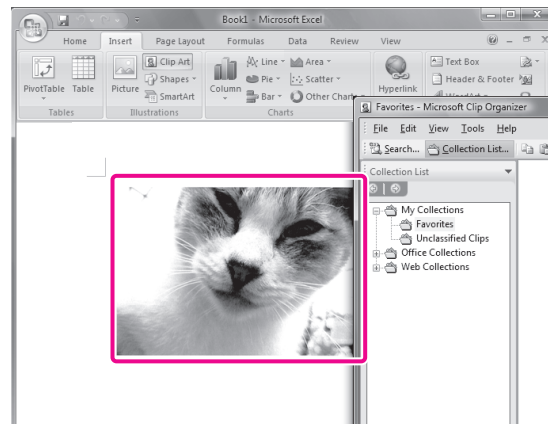 Book1 - Microsoft Excel
Home Insert Page Layout Formulas Data Review View
PivotTable Table
Tables
Picture
Clip Art
Shapes
SmartArt
Illustrations
Column
Line
Pie
Bar
Area
Scatter
Other Charts
Charts
Hyperlink
Text Box
Header & Footer
WordArt
Favorites - Microsoft Clip Organizer
File Edit View Tools Help
Search... Collection List...
Collection List
My Collections
Favorites
Unclassified Clips
Office Collections
Web Collections